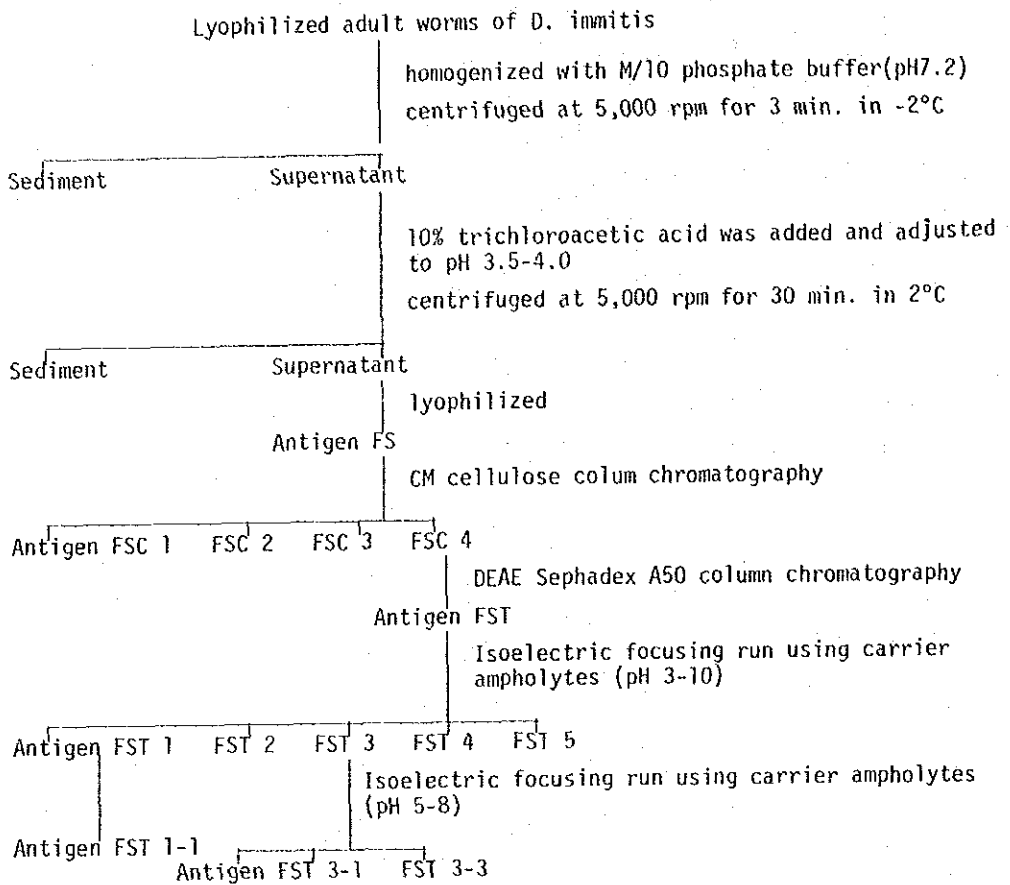 Lyophilized adult worms of D. immitis
homogenized with M/10 phosphate buffer(pH7.2)
centrifuged at 5,000 rpm for 3 min. in -2°C
Sediment Supernatant
10% trichloroacetic acid was added and adjusted
to pH 3.5-4.0
centrifuged at 5,000 rpm for 30 min. in 2°C
Sediment Supernatant
lyophilized
Antigen FS
CM cellulose colum chromatography
Antigen FSC 1 FSC 2 FSC 3 FSC 4
DEAE Sephadex A50 column chromatography
Antigen FST
Isoelectric focusing run using carrier
ampholytes (pH 3-10)
Antigen FST 1 FST 2 FST 3 FST 4 FST 5
Isoelectric focusing run using carrier ampholytes
(pH 5-8)
Antigen FST 1-1
Antigen FST 3-1 FST 3-3